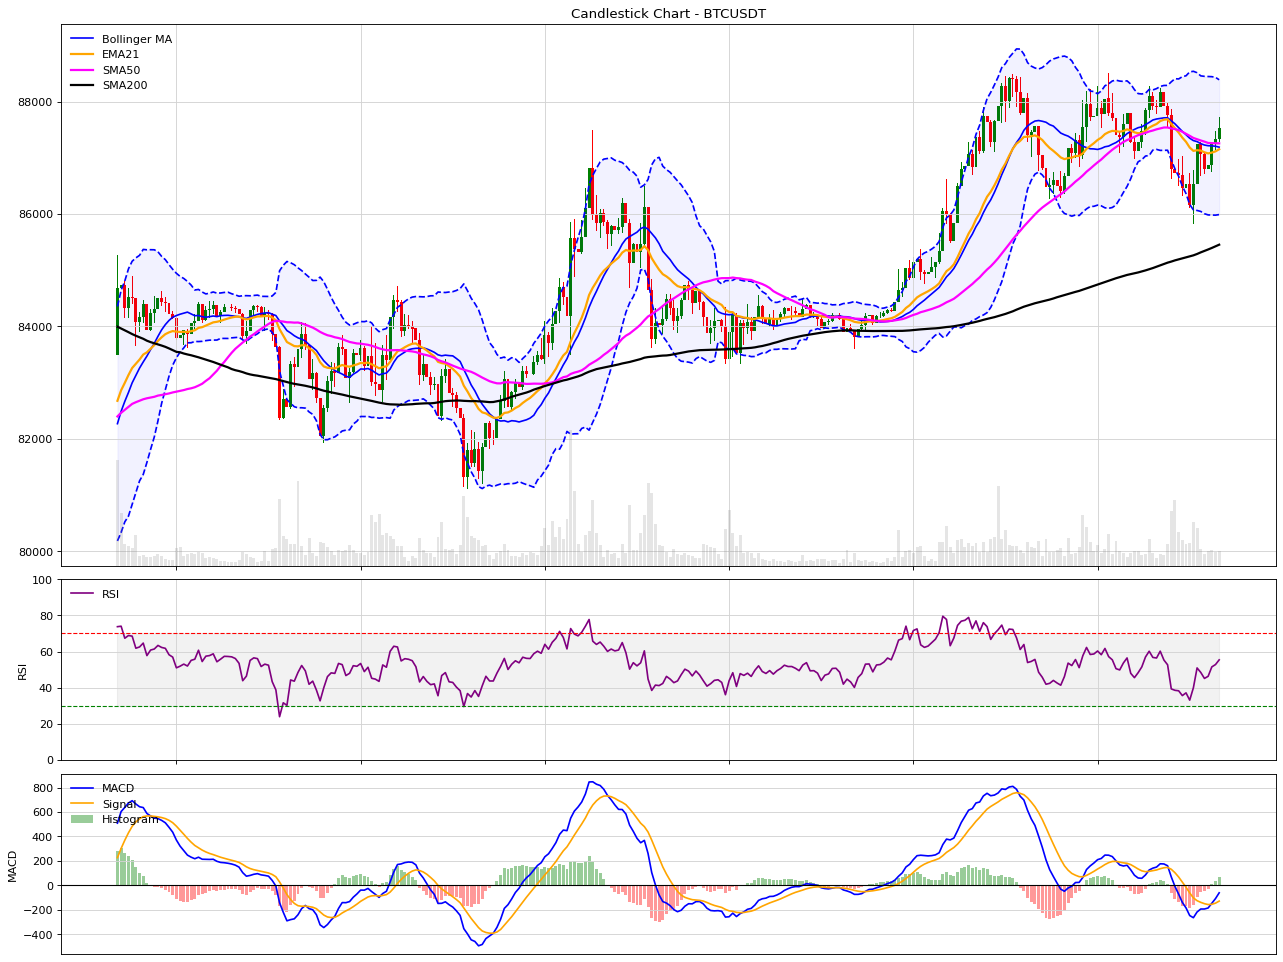 Candlestick Chart - BTCUSDT
Bollinger MA
EMA21
SMA50
SMA200
88000
86000
84000
82000
80000
100
RSI
80
60
RSI
40
20
0
MACD
800
Signal
600
Histogram
400
200
MACD
0
−200
−400